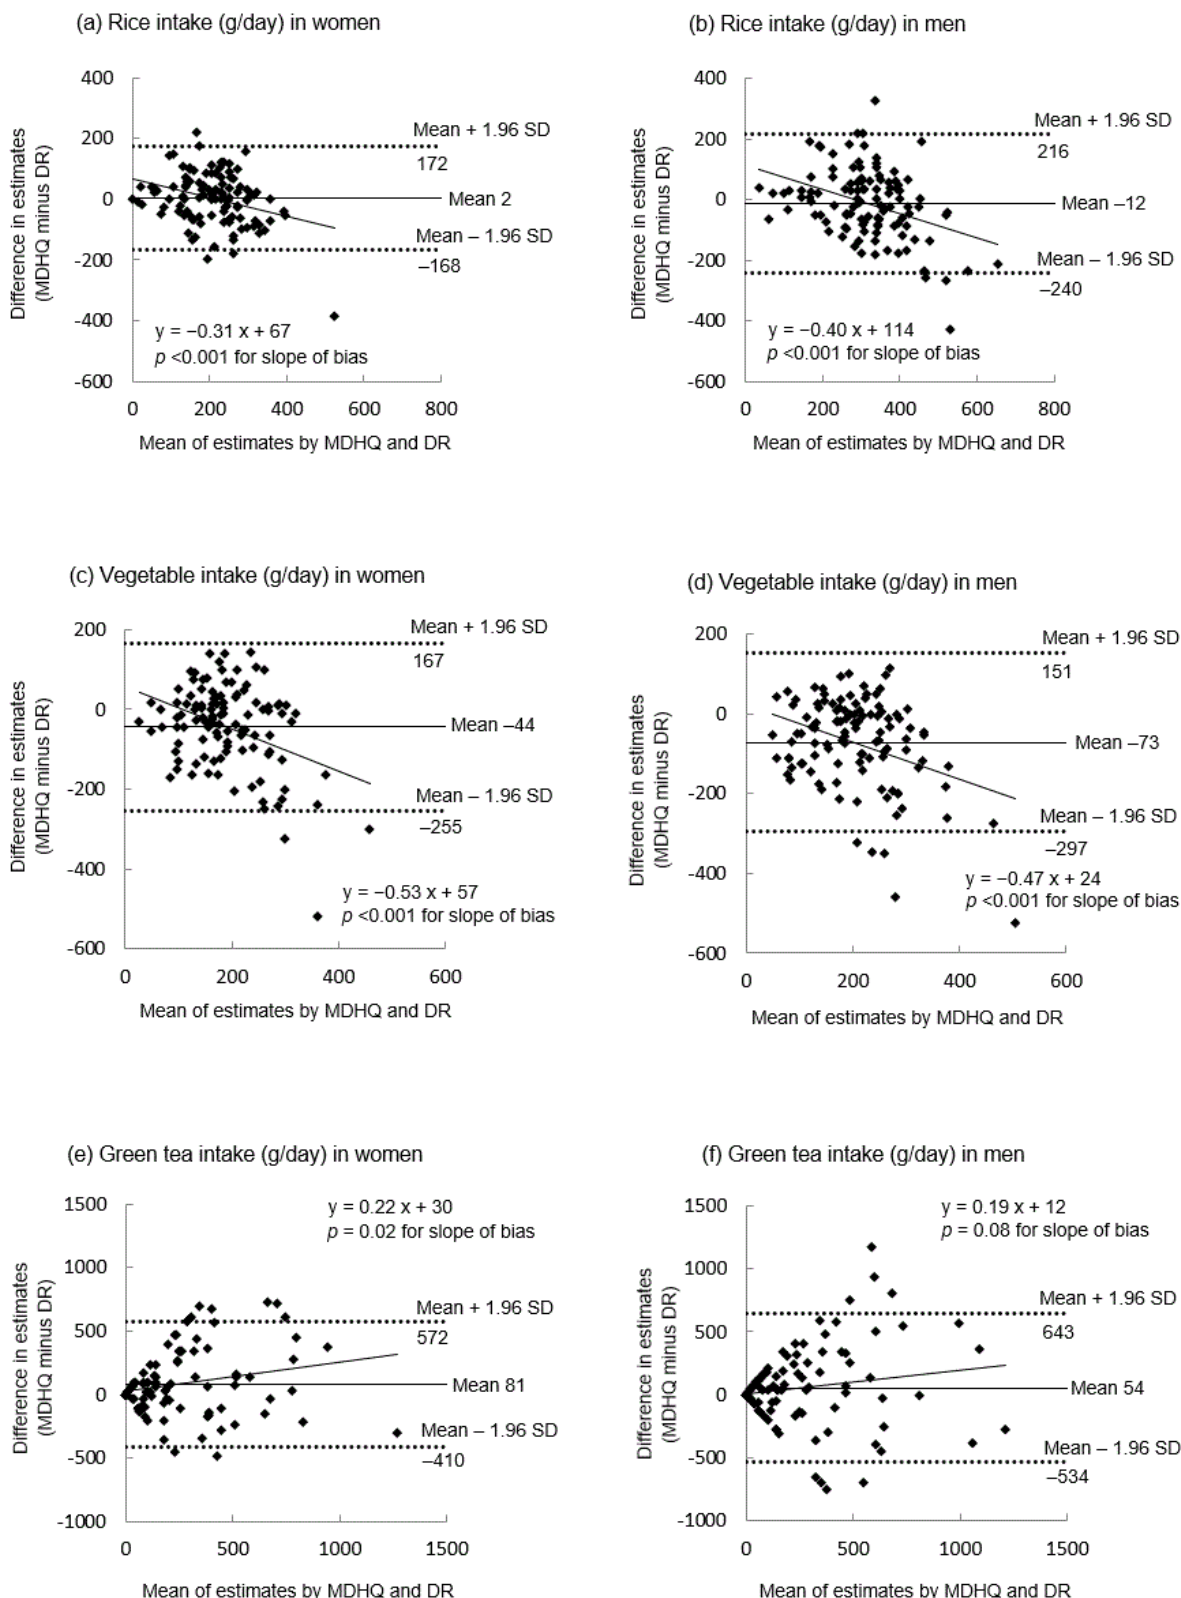 (a) Rice intake (g/day) in women
400
200
0
-200
-400
-600
Difference in estimates
(MDHQ minus DR)
Mean + 1.96 SD
172
Mean 2
Mean – 1.96 SD
–168
y = –0.31 x + 67
p <0.001 for slope of bias
0 200 400 600 800
Mean of estimates by MDHQ and DR
(b) Rice intake (g/day) in men
400
200
0
-200
-400
-600
Difference in estimates
(MDHQ minus DR)
Mean + 1.96 SD
216
Mean –12
Mean – 1.96 SD
–240
y = –0.40 x + 114
p <0.001 for slope of bias
0 200 400 600 800
Mean of estimates by MDHQ and DR
(c) Vegetable intake (g/day) in women
200
0
-200
-400
-600
Difference in estimates
(MDHQ minus DR)
Mean + 1.96 SD
167
Mean –44
Mean – 1.96 SD
–255
y = –0.53 x + 57
p <0.001 for slope of bias
0 200 400 600
Mean of estimates by MDHQ and DR
(d) Vegetable intake (g/day) in men
200
0
-200
-400
-600
Difference in estimates
(MDHQ minus DR)
Mean + 1.96 SD
151
Mean –73
Mean – 1.96 SD
–297
y = –0.47 x + 24
p <0.001 for slope of bias
0 200 400 600
Mean of estimates by MDHQ and DR
(e) Green tea intake (g/day) in women
1500
1000
500
0
-500
-1000
Difference in estimates
(MDHQ minus DR)
y = 0.22 x + 30
p = 0.02 for slope of bias
Mean + 1.96 SD
572
Mean 81
Mean – 1.96 SD
–410
0 500 1000 1500
Mean of estimates by MDHQ and DR
(f) Green tea intake (g/day) in men
1500
1000
500
0
-500
-1000
Difference in estimates
(MDHQ minus DR)
y = 0.19 x + 12
p = 0.08 for slope of bias
Mean + 1.96 SD
643
Mean 54
Mean – 1.96 SD
–534
0 500 1000 1500
Mean of estimates by MDHQ and DR